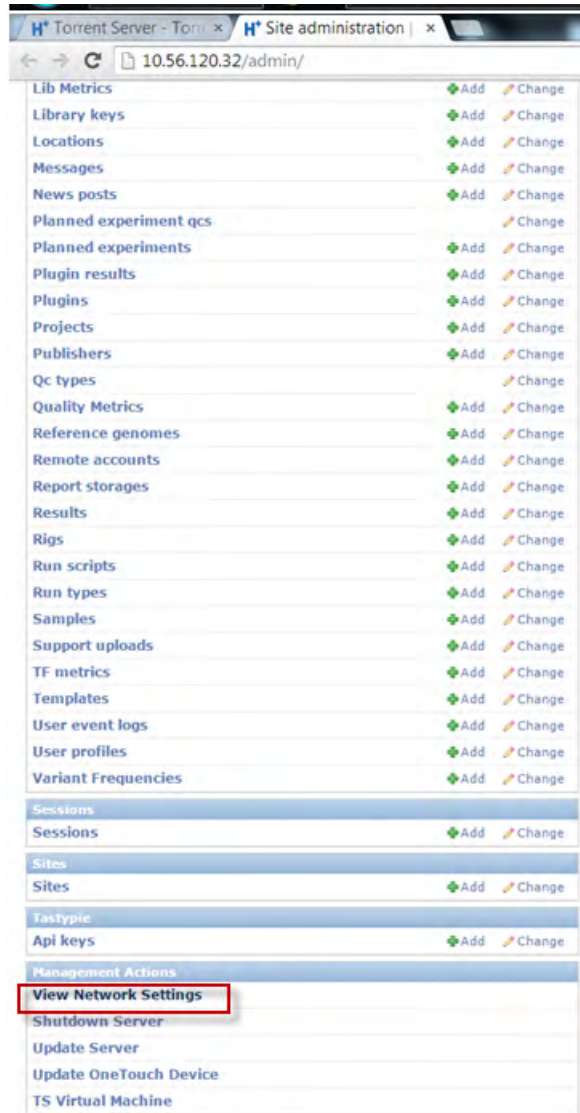 H+ Torrent Server - Torr × H+ Site administration | ×
10.56.120.32/admin/
Lib Metrics Add Change
Library keys Add Change
Locations Add Change
Messages Add Change
News posts Add Change
Planned experiment qcs Change
Planned experiments Add Change
Plugin results Add Change
Plugins Add Change
Projects Add Change
Publishers Add Change
Qc types Change
Quality Metrics Add Change
Reference genomes Add Change
Remote accounts Add Change
Report storages Add Change
Results Add Change
Rigs Add Change
Run scripts Add Change
Run types Add Change
Samples Add Change
Support uploads Add Change
TF metrics Add Change
Templates Add Change
User event logs Add Change
User profiles Add Change
Variant Frequencies Add Change
Sessions
Sessions Add Change
Sites
Sites Add Change
Tastypie
Api keys Add Change
Management Actions
View Network Settings
Shutdown Server
Update Server
Update OneTouch Device
TS Virtual Machine